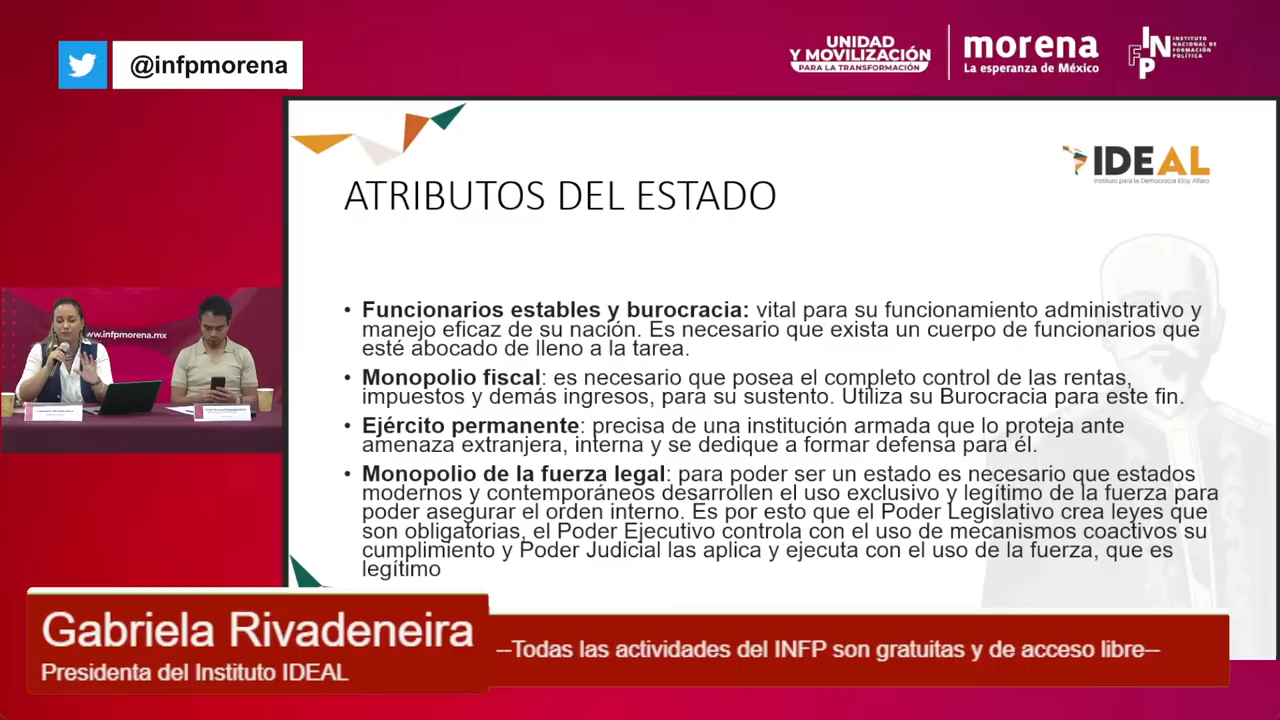 @infpmorena
UNIDAD
Y MOVILIZACIÓN
PARA LA TRANSFORMACIÓN
morena
La esperanza de México
INFP
INSTITUTO
NACIONAL DE
FORMACIÓN
POLÍTICA
IDEAL
Instituto para la Democracia Eloy Alfaro
ATRIBUTOS DEL ESTADO
• Funcionarios estables y burocracia: vital para su funcionamiento administrativo y
manejo eficaz de su nación. Es necesario que exista un cuerpo de funcionarios que
esté abocado de lleno a la tarea.
• Monopolio fiscal: es necesario que posea el completo control de las rentas,
impuestos y demás ingresos, para su sustento. Utiliza su Burocracia para este fin.
• Ejército permanente: precisa de una institución armada que lo proteja ante
amenaza extranjera, interna y se dedique a formar defensa para él.
• Monopolio de la fuerza legal: para poder ser un estado es necesario que estados
modernos y contemporáneos desarrollen el uso exclusivo y legítimo de la fuerza para
poder asegurar el orden interno. Es por esto que el Poder Legislativo crea leyes que
son obligatorias, el Poder Ejecutivo controla con el uso de mecanismos coactivos su
cumplimiento y Poder Judicial las aplica y ejecuta con el uso de la fuerza, que es
legítimo
www.infpmorena.mx
Gabriela Rivadeneira
Presidenta del Instituto IDEAL
--Todas las actividades del INFP son gratuitas y de acceso libre--